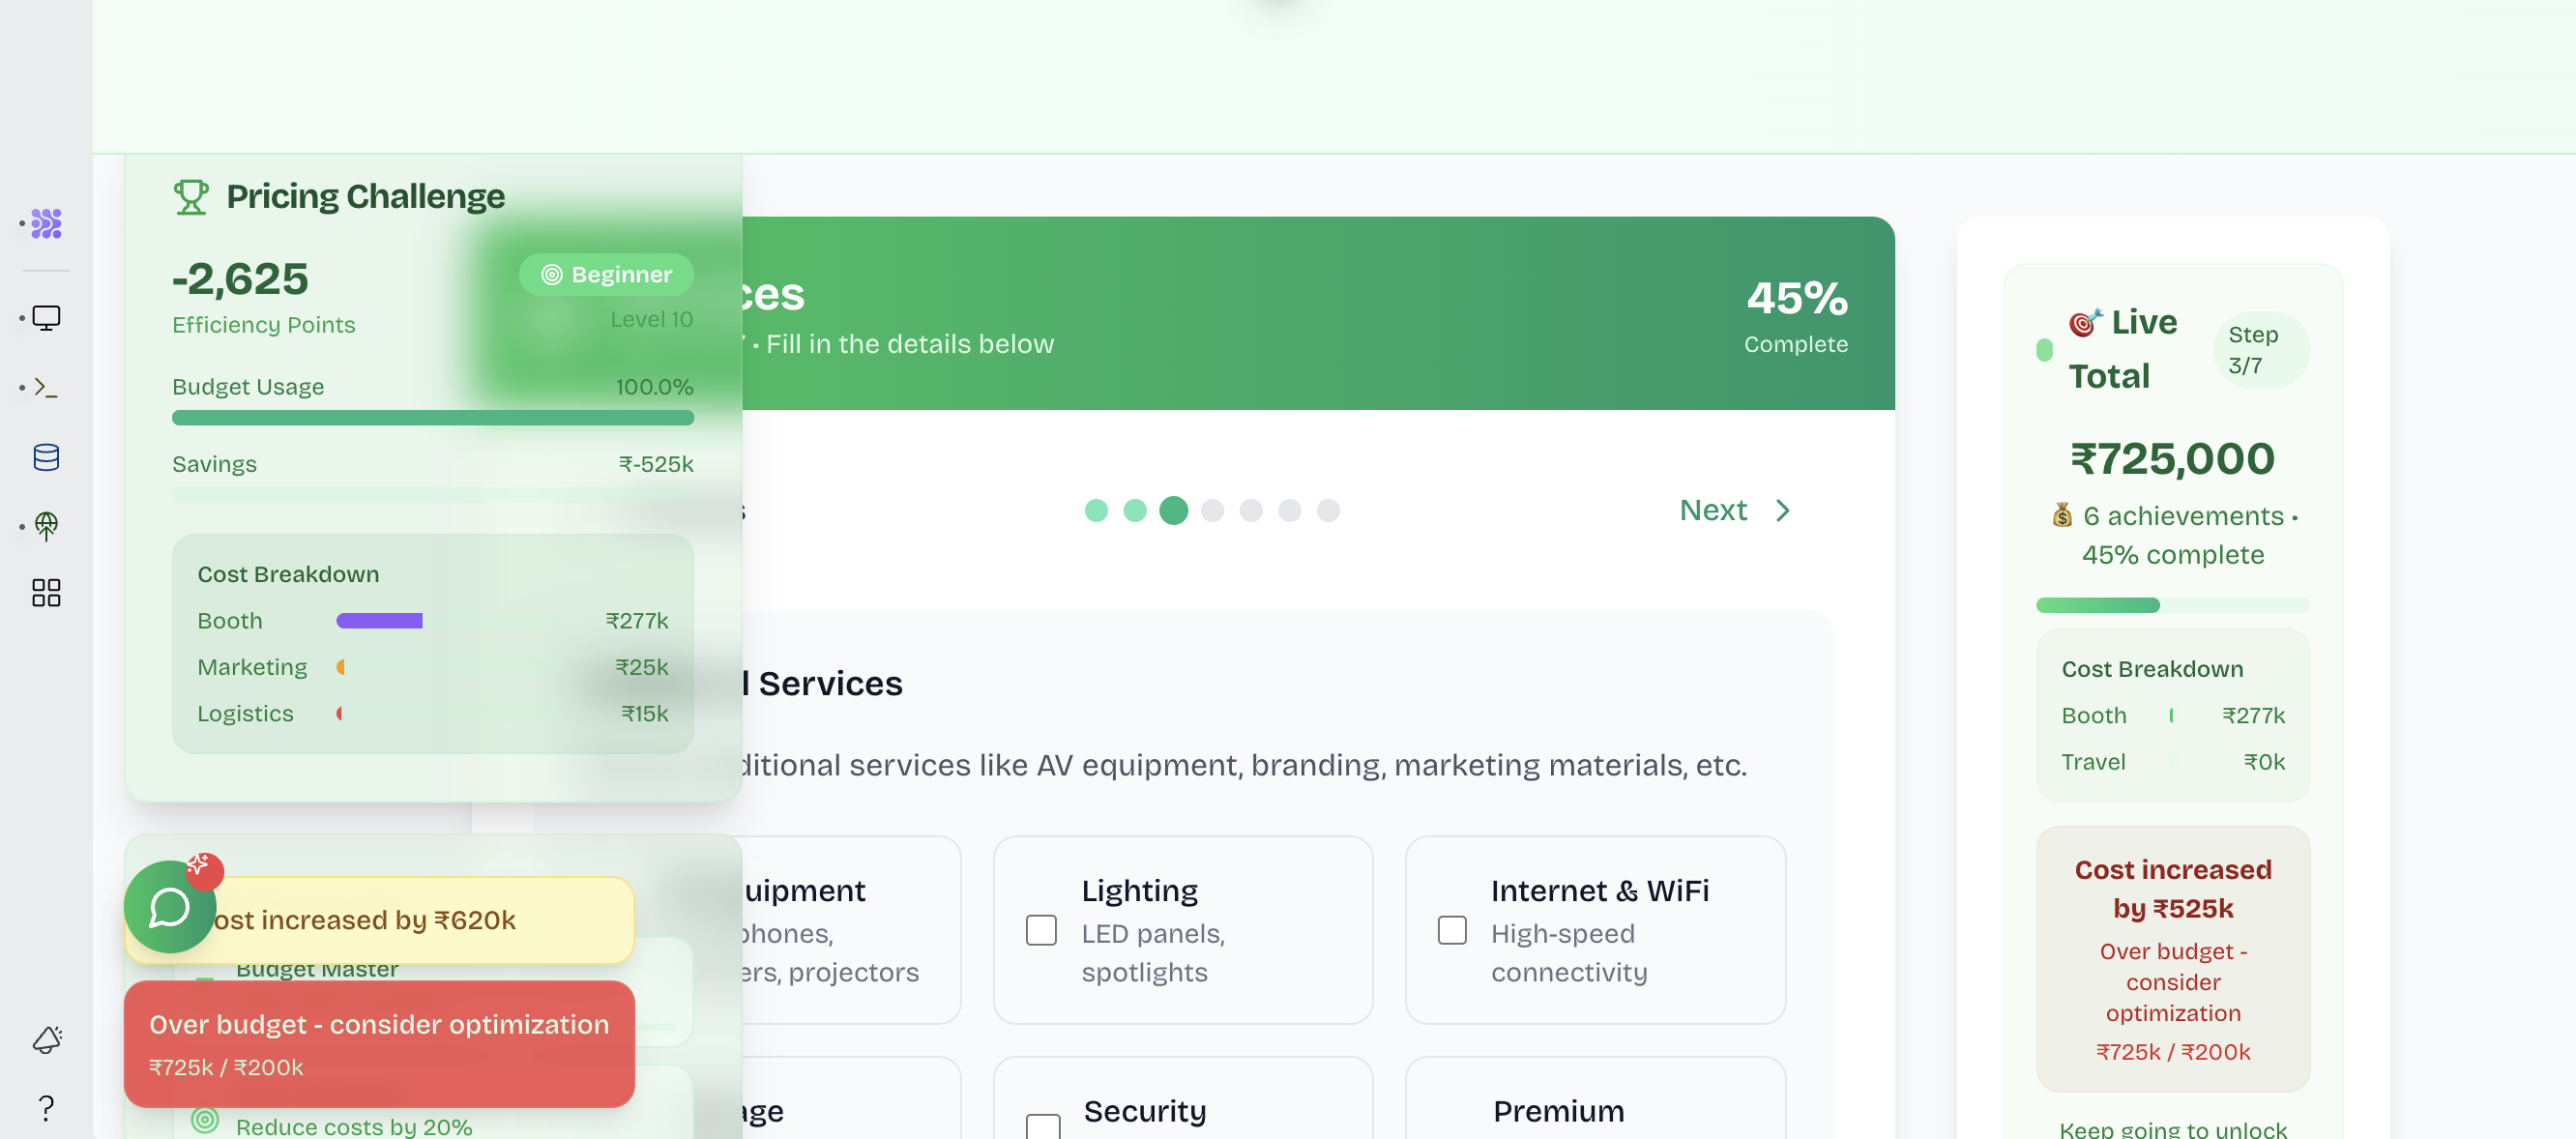 Pricing Challenge
-2,625
Beginner
Efficiency Points
Level 10
Budget Usage
100.0%
Savings
₹-525k
Cost Breakdown
Booth
₹277k
Marketing
₹25k
Logistics
₹15k
ost increased by ₹620k
Budget Master
Over budget - consider optimization
₹725k / ₹200k
Reduce costs by 20%
ces
• Fill in the details below
45%
Complete
s
Next
l Services
ditional services like AV equipment, branding, marketing materials, etc.
uipment
phones,
ers, projectors
Lighting
LED panels,
spotlights
Internet & WiFi
High-speed
connectivity
age
Security
Premium
🎯 Live
Total
Step
3/7
₹725,000
💰 6 achievements •
45% complete
Cost Breakdown
Booth
₹277k
Travel
₹0k
Cost increased
by ₹525k
Over budget -
consider
optimization
₹725k / ₹200k
Keep going to unlock